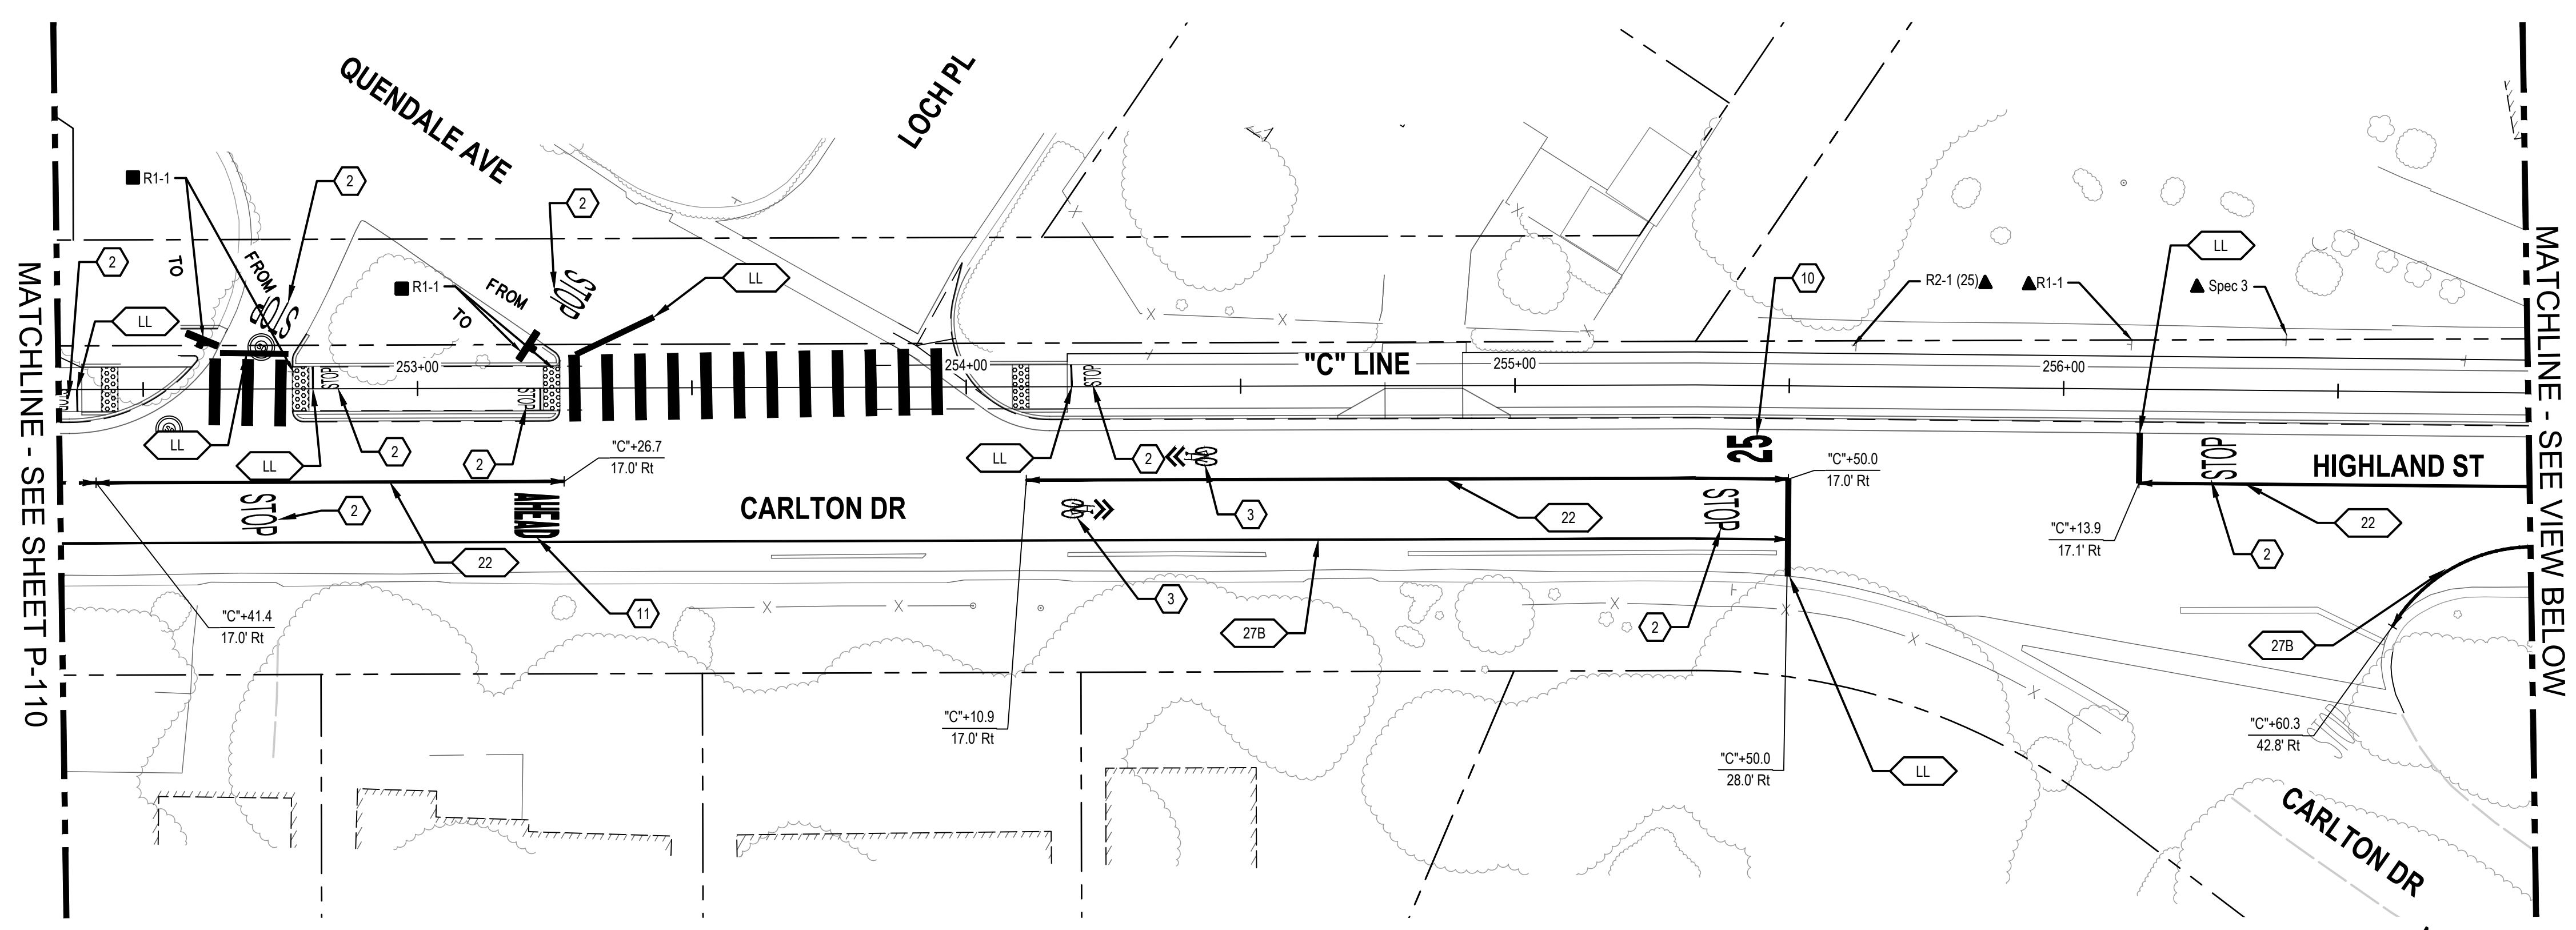 QUENDALE AVE
LOCH PL
R1-1
2
2
2
TO
FROM
STOP
R1-1
FROM
TO
STOP
LL
LL
LL
10
R2-1 (25)
R1-1
Spec 3
253+00
254+00
"C" LINE
255+00
256+00
STOP
STOP
STOP
LL
LL
2
2
"C"+26.7
17.0' Rt
LL
2
3
25
"C"+50.0
17.0' Rt
STOP
HIGHLAND ST
STOP
2
AHEAD
CARLTON DR
3
22
STOP
"C"+13.9
17.1' Rt
22
2
22
11
3
27B
2
27B
"C"+41.4
17.0' Rt
"C"+10.9
17.0' Rt
"C"+50.0
28.0' Rt
LL
"C"+60.3
42.8' Rt
CARLTON DR
MATCHLINE - SEE SHEET P-110
MATCHLINE - SEE VIEW BELOW